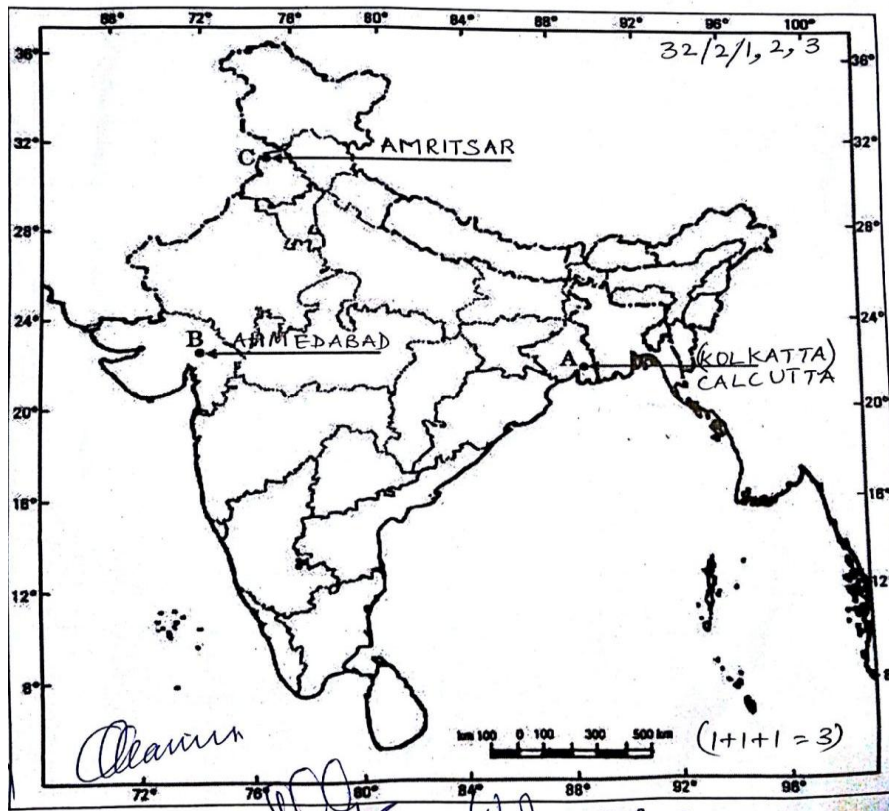 68° 72° 76° 80° 84° 88° 92° 96° 100°
32/2/1, 2, 3
36° 36°
32° 32°
C AMRITSAR
28° 28°
24° 24°
B AHMEDABAD
A (KOLKATTA)
CALCUTTA
20° 20°
16° 16°
12° 12°
8° 8
km 100 0 100 300 500 km
(1+1+1 = 3)
72° 76° 80° 84° 88° 92° 96°